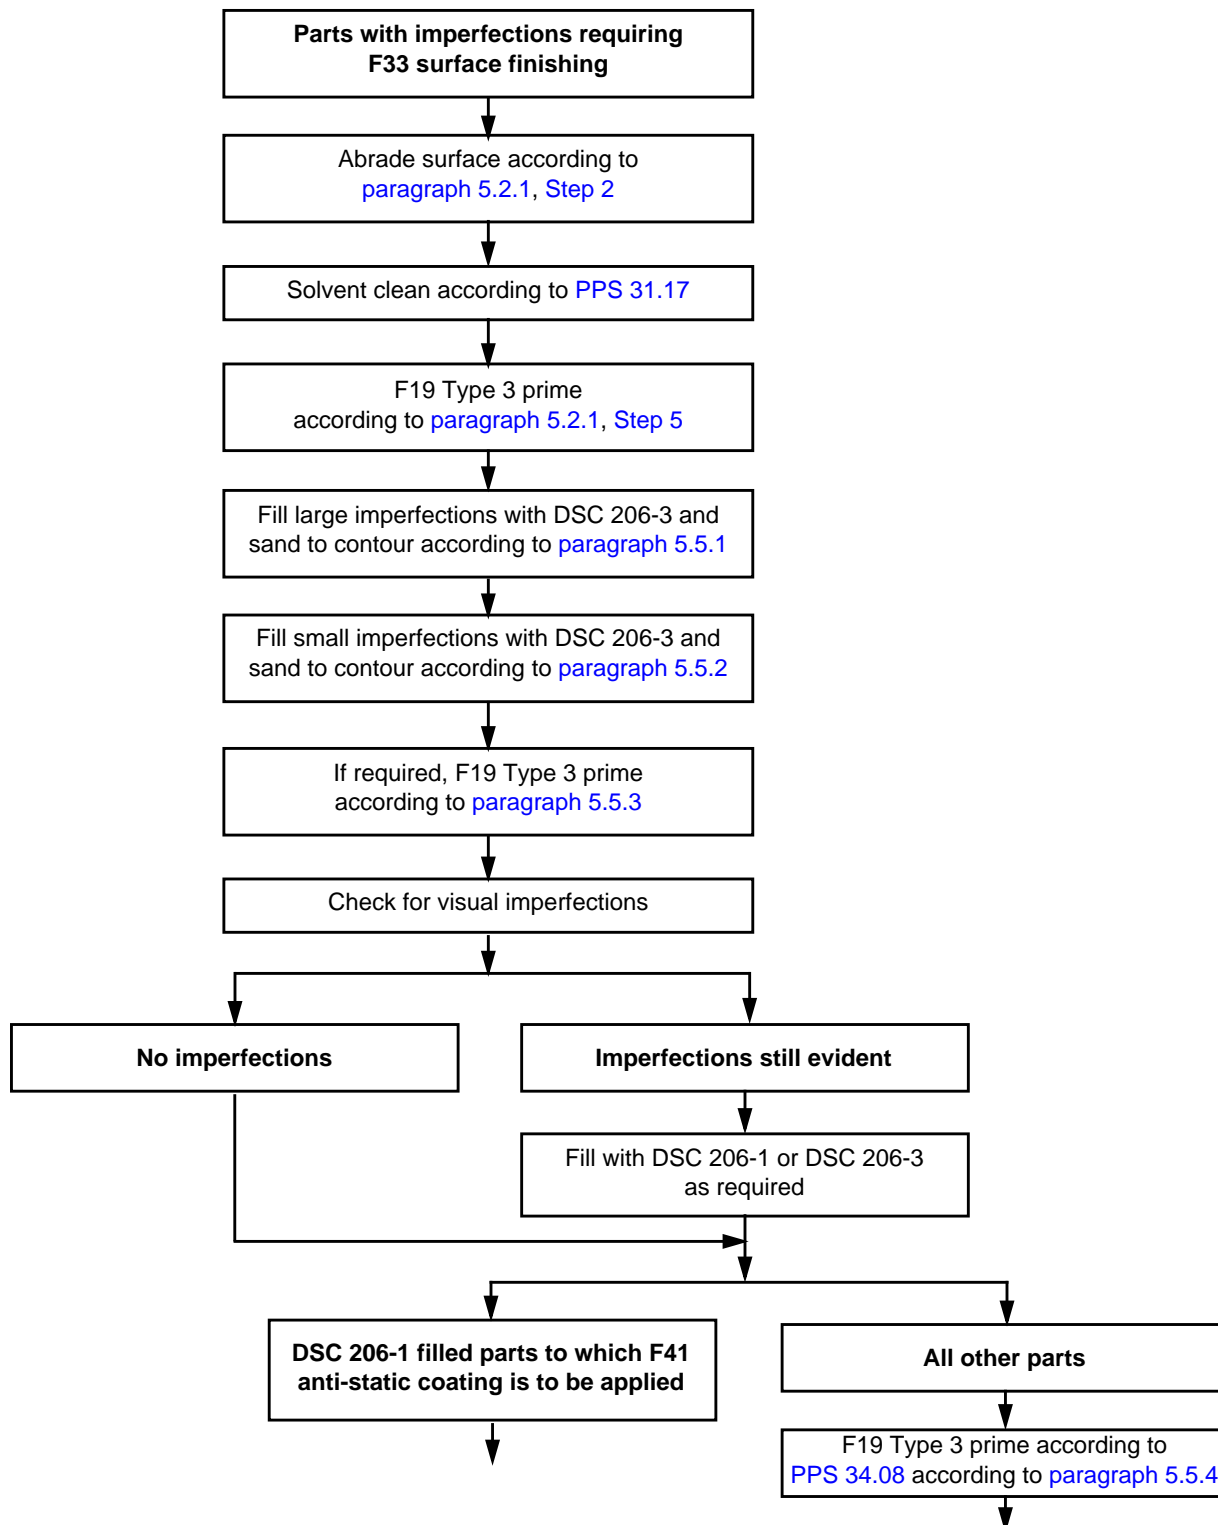 Parts with imperfections requiring
F33 surface finishing
Abrade surface according to
paragraph 5.2.1, Step 2
Solvent clean according to PPS 31.17
F19 Type 3 prime
according to paragraph 5.2.1, Step 5
Fill large imperfections with DSC 206-3 and
sand to contour according to paragraph 5.5.1
Fill small imperfections with DSC 206-3 and
sand to contour according to paragraph 5.5.2
If required, F19 Type 3 prime
according to paragraph 5.5.3
Check for visual imperfections
No imperfections
Imperfections still evident
Fill with DSC 206-1 or DSC 206-3
as required
DSC 206-1 filled parts to which F41
anti-static coating is to be applied
All other parts
F19 Type 3 prime according to
PPS 34.08 according to paragraph 5.5.4